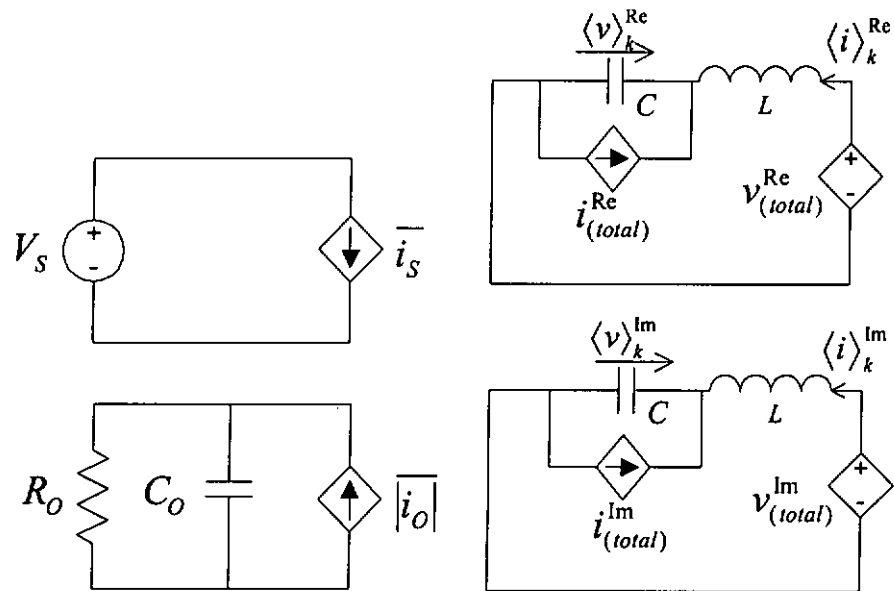 ⟨v⟩_k^Re
⟨i⟩_k^Re
C
L
i_(total)^Re
+
v_(total)^Re
-
V_S
+
-
i_S
⟨v⟩_k^Im
⟨i⟩_k^Im
C
L
i_(total)^Im
+
v_(total)^Im
-
R_O
C_O
|i_O|